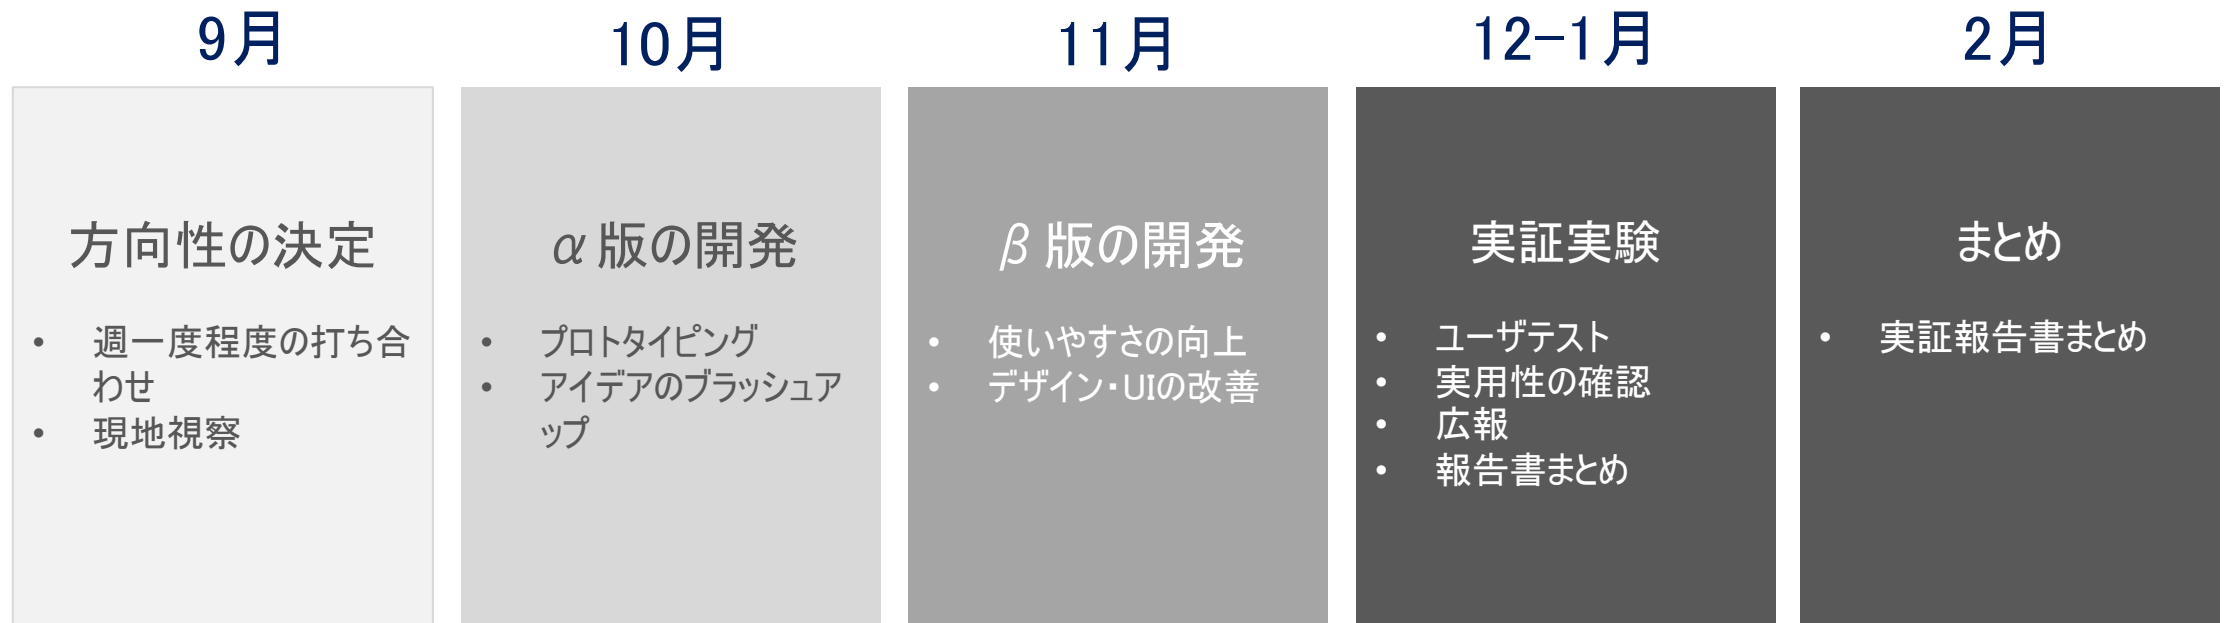 9月
方向性の決定
• 週一度程度の打ち合
わせ
• 現地視察
10月
α版の開発
• プロトタイピング
• アイデアのブラッシュア
ップ
11月
β版の開発
• 使いやすさの向上
• デザイン・UIの改善
12-1月
実証実験
• ユーザテスト
• 実用性の確認
• 広報
• 報告書まとめ
2月
まとめ
• 実証報告書まとめ